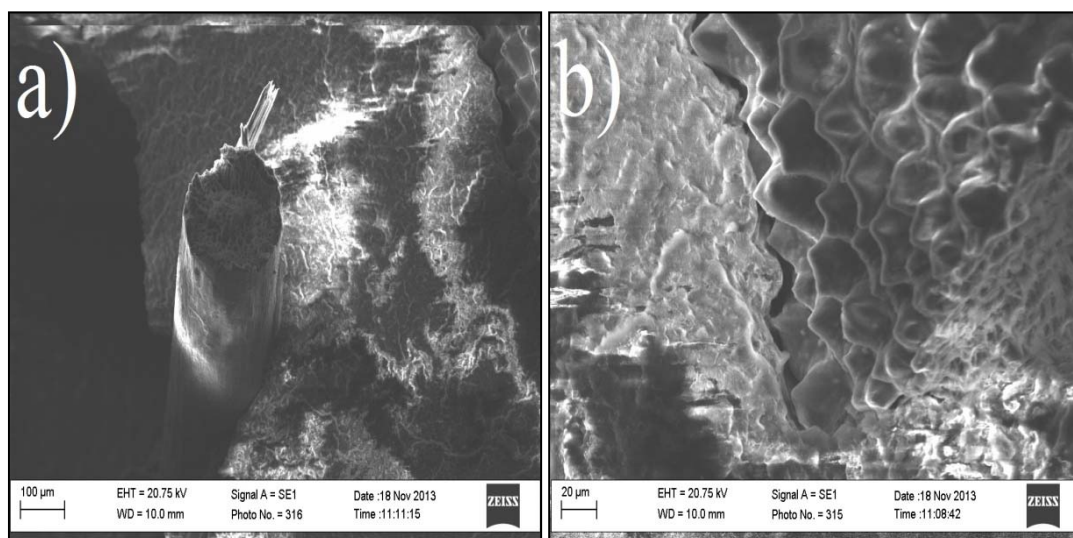 a)
100 µm
EHT = 20.75 kV
WD = 10.0 mm
Signal A = SE1
Photo No. = 316
Date :18 Nov 2013
Time :11:11:15
ZEISS
b)
20 µm
EHT = 20.75 kV
WD = 10.0 mm
Signal A = SE1
Photo No. = 315
Date :18 Nov 2013
Time :11:08:42
ZEISS